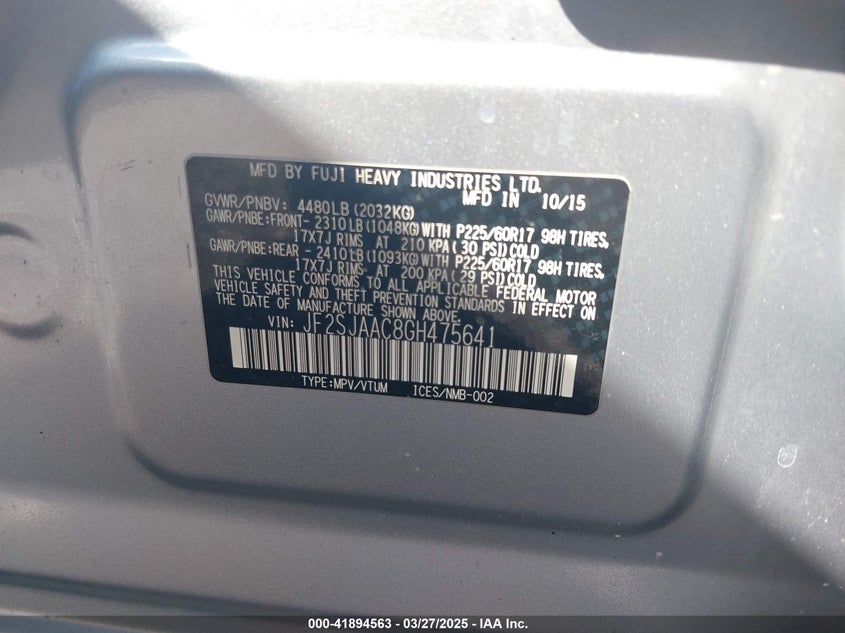 MFD BY FUJI HEAVY INDUSTRIES LTD.
MFD IN 10/15
GVWR/PNBV: 4480LB(2032KG)
GAWR/PNBE:FRONT- 2310LB(1048KG)WITH P225/60R17 98H TIRES,
17X7J RIMS AT 210 KPA( 30 PSI)COLD
GAWR/PNBE:REAR - 2410LB(1093KG)WITH P225/60R17 98H TIRES,
17X7J RIMS- AT 200 KPA( 29 PSI)COLD
THIS VEHICLE CONFORMS TO ALL APPLICABLE FEDERAL MOTOR
VEHICLE SAFETY AND THEFT PREVENTION STANDARDS IN EFFECT ON
THE DATE OF MANUFACTURE SHOWN ABOVE.
VIN: JF2SJAAC8GH475641
TYPE:MPV/VTUM ICES/NMB-002
000-41894563 — 03/27/2025 — IAA Inc.